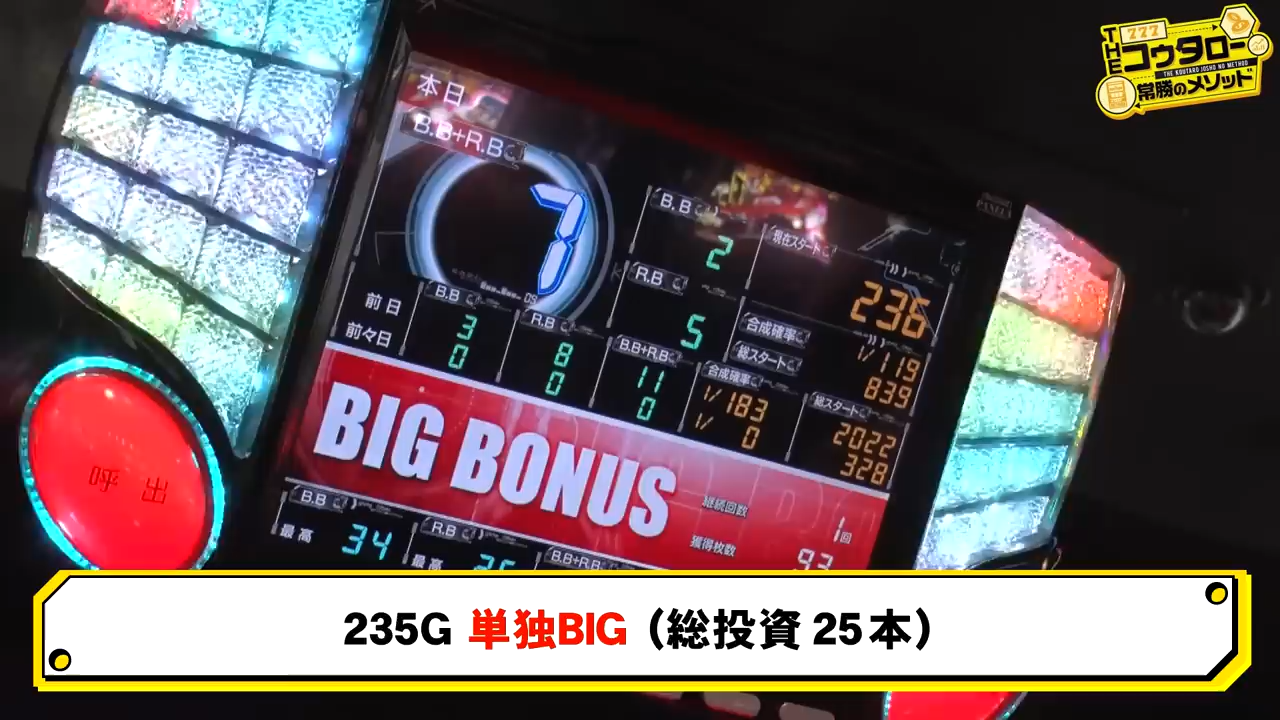 THE
777
コウタロー
THE KOUTARO JOSHO NO METHOD
常勝のメソッド
本日
B.B+R.B
7
B.B
2
現在スタート
236
R.B
5
合成確率
1/119
総スタート
839
B.B
R.B
B.B+R.B
合成確率
総スタート
前日
3
8
11
1/183
2022
前々日
0
0
0
1/0
328
BIG BONUS
継続回数
1回
獲得枚数
93
B.B
最高
34
R.B
最高
B.B+R.B
呼出
235G 単独BIG（総投資 25本）